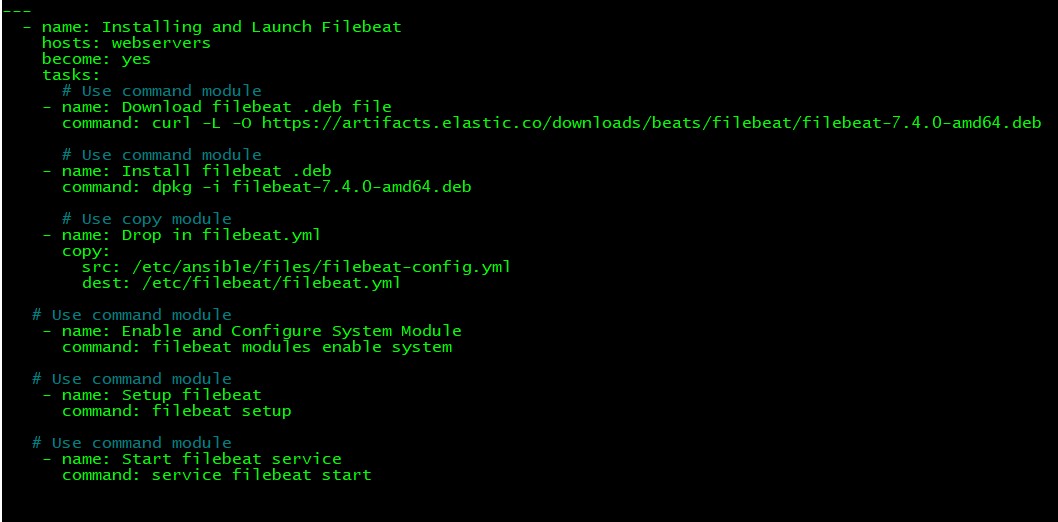 ---
  - name: Installing and Launch Filebeat
    hosts: webservers
    become: yes
    tasks:
      # Use command module
    - name: Download filebeat .deb file
      command: curl -L -O https://artifacts.elastic.co/downloads/beats/filebeat/filebeat-7.4.0-amd64.deb

      # Use command module
    - name: Install filebeat .deb
      command: dpkg -i filebeat-7.4.0-amd64.deb

      # Use copy module
    - name: Drop in filebeat.yml
      copy:
        src: /etc/ansible/files/filebeat-config.yml
        dest: /etc/filebeat/filebeat.yml

   # Use command module
    - name: Enable and Configure System Module
      command: filebeat modules enable system

   # Use command module
    - name: Setup filebeat
      command: filebeat setup

   # Use command module
    - name: Start filebeat service
      command: service filebeat start